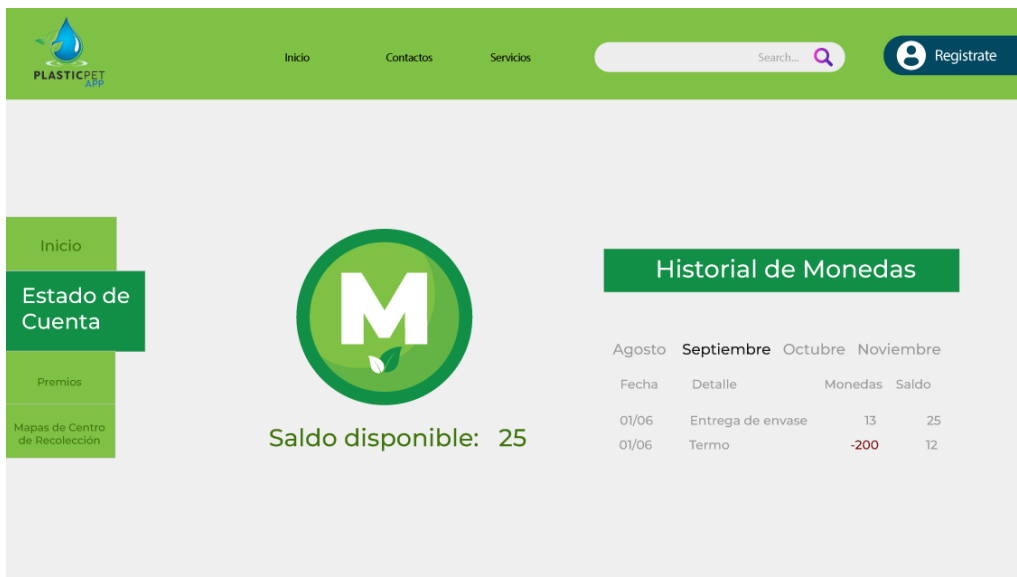 PLASTICPET
APP
Inicio Contactos Servicios Search... Registrate
Inicio
Estado de
Cuenta
Premios
Mapas de Centro
de Recolección
M
Saldo disponible: 25
Historial de Monedas
Agosto Septiembre Octubre Noviembre
Fecha Detalle Monedas Saldo
01/06 Entrega de envase 13 25
01/06 Termo -200 12